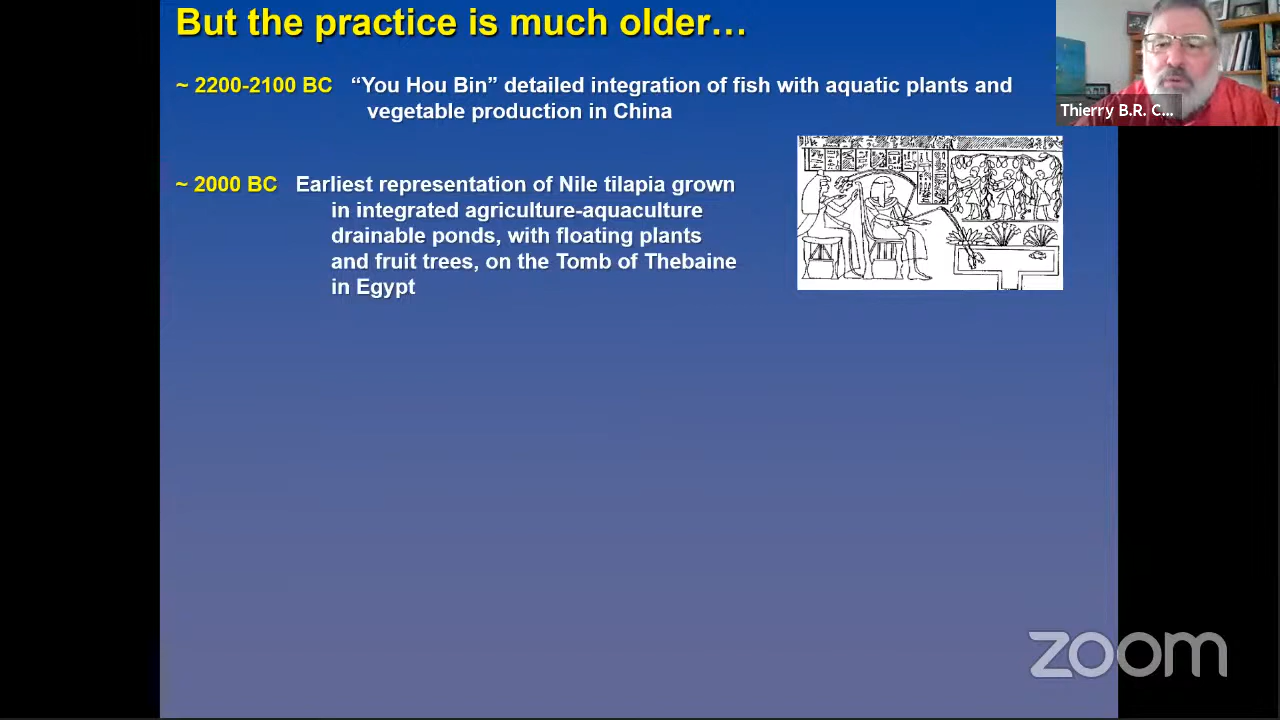 But the practice is much older…
~ 2200-2100 BC “You Hou Bin” detailed integration of fish with aquatic plants and
vegetable production in China
Thierry B.R. C...
~ 2000 BC Earliest representation of Nile tilapia grown
in integrated agriculture-aquaculture
drainable ponds, with floating plants
and fruit trees, on the Tomb of Thebaine
in Egypt
zoom